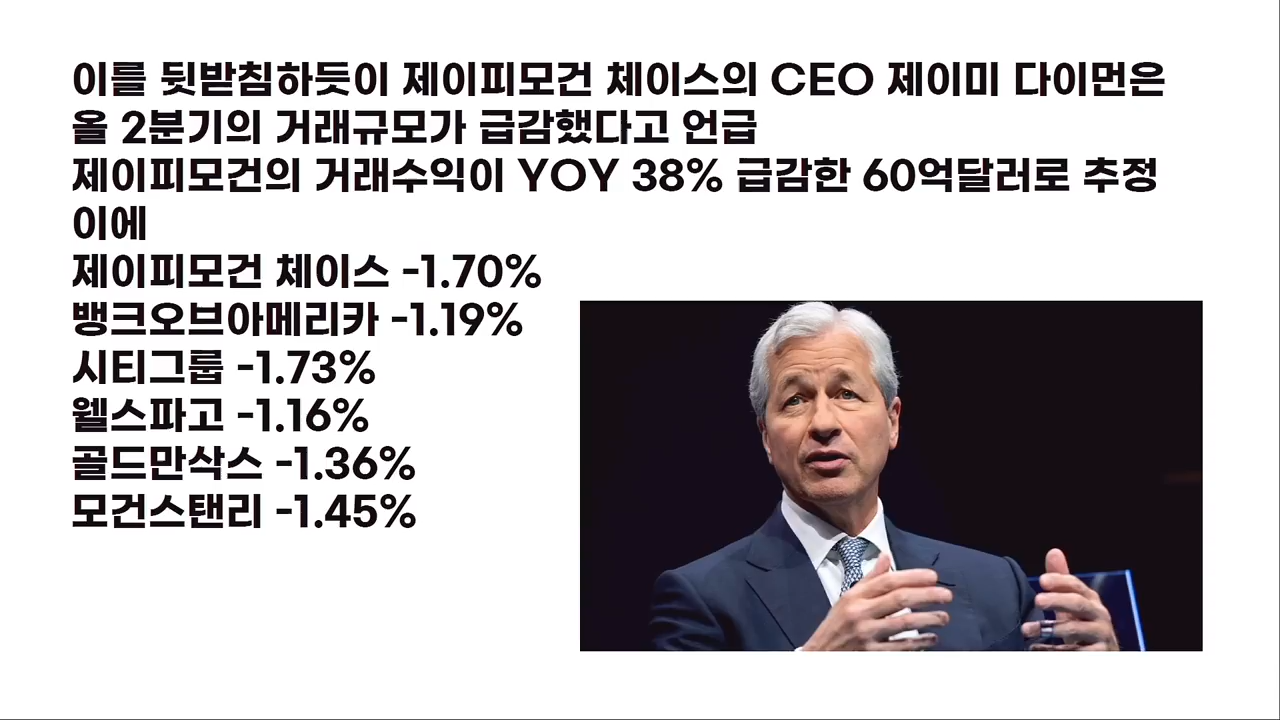 이를 뒷받침하듯이 제이피모건 체이스의 CEO 제이미 다이먼은
올 2분기의 거래규모가 급감했다고 언급
제이피모건의 거래수익이 YOY 38% 급감한 60억달러로 추정
이에
제이피모건 체이스 -1.70%
뱅크오브아메리카 -1.19%
시티그룹 -1.73%
웰스파고 -1.16%
골드만삭스 -1.36%
모건스탠리 -1.45%